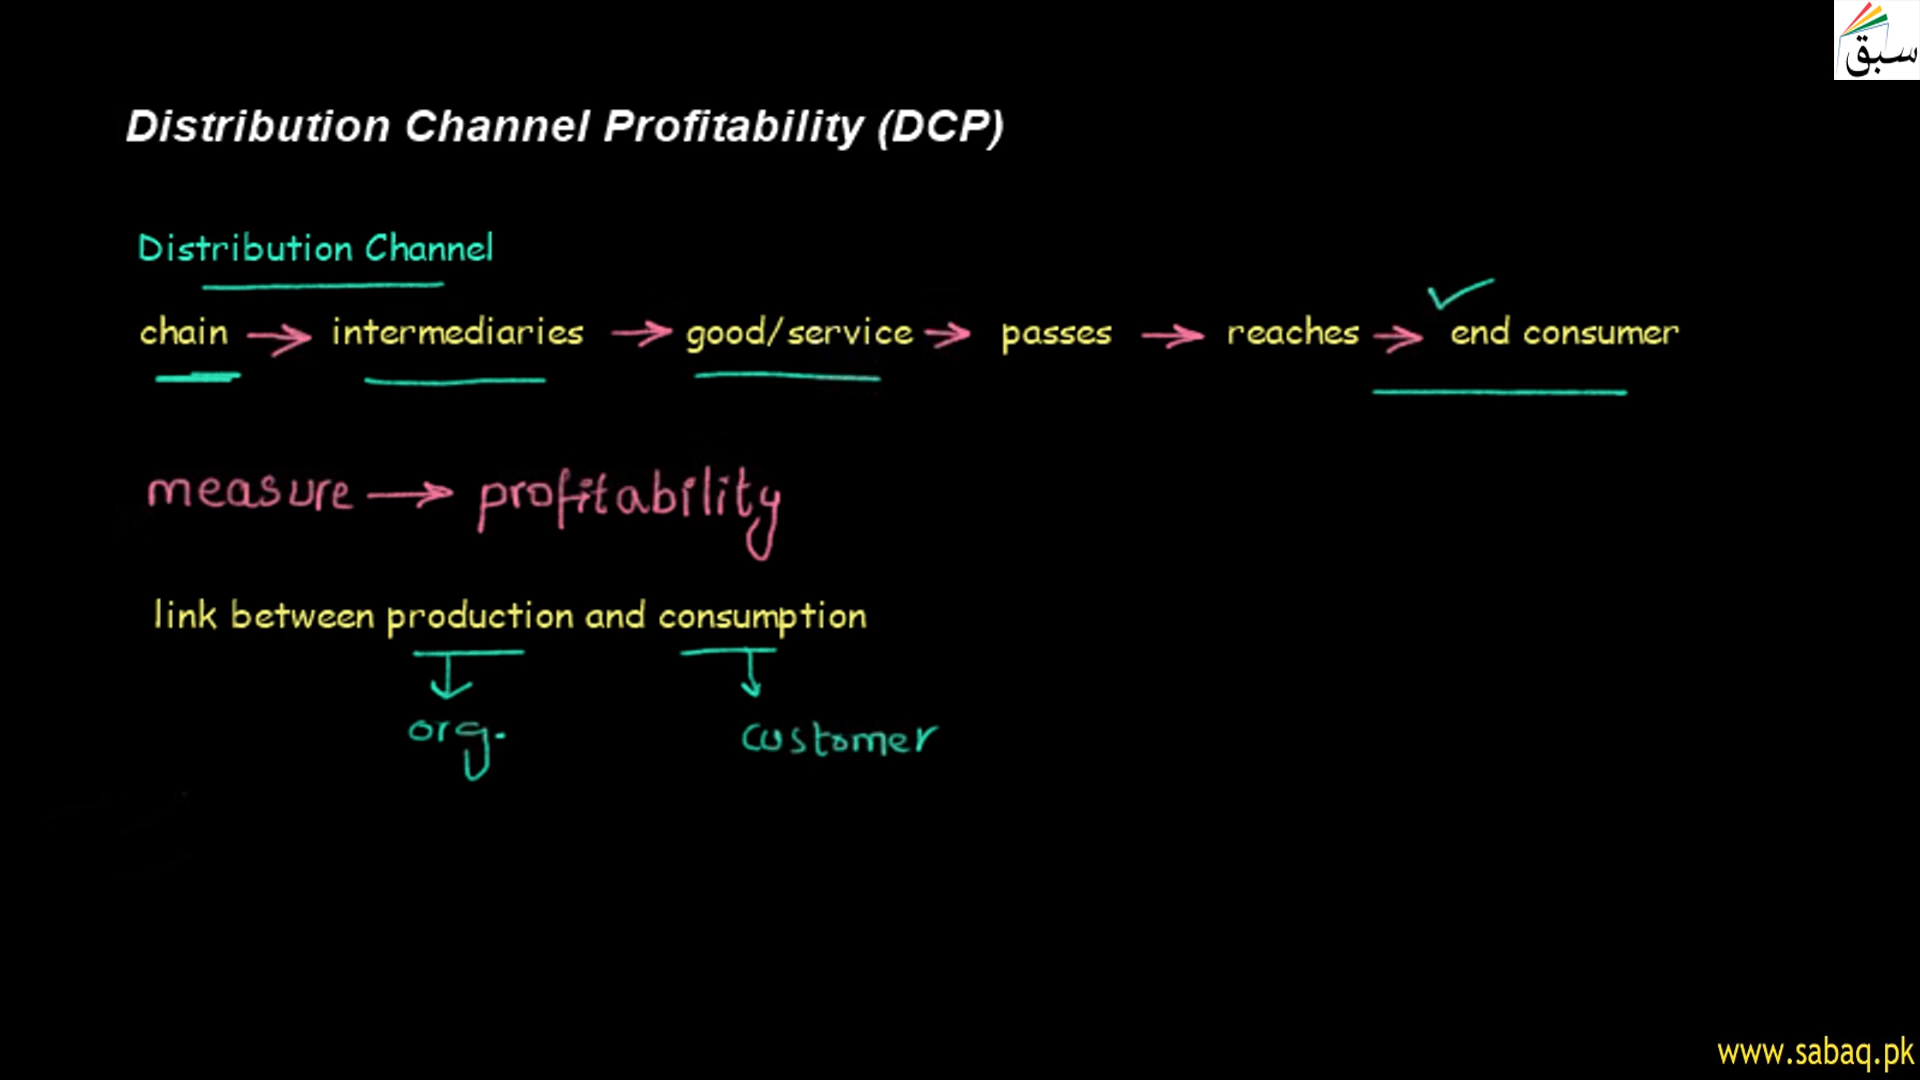 سبق
Distribution Channel Profitability (DCP)
Distribution Channel
chain → intermediaries → good/service → passes → reaches → end consumer
measure → profitability
link between production and consumption
org. customer
www.sabaq.pk